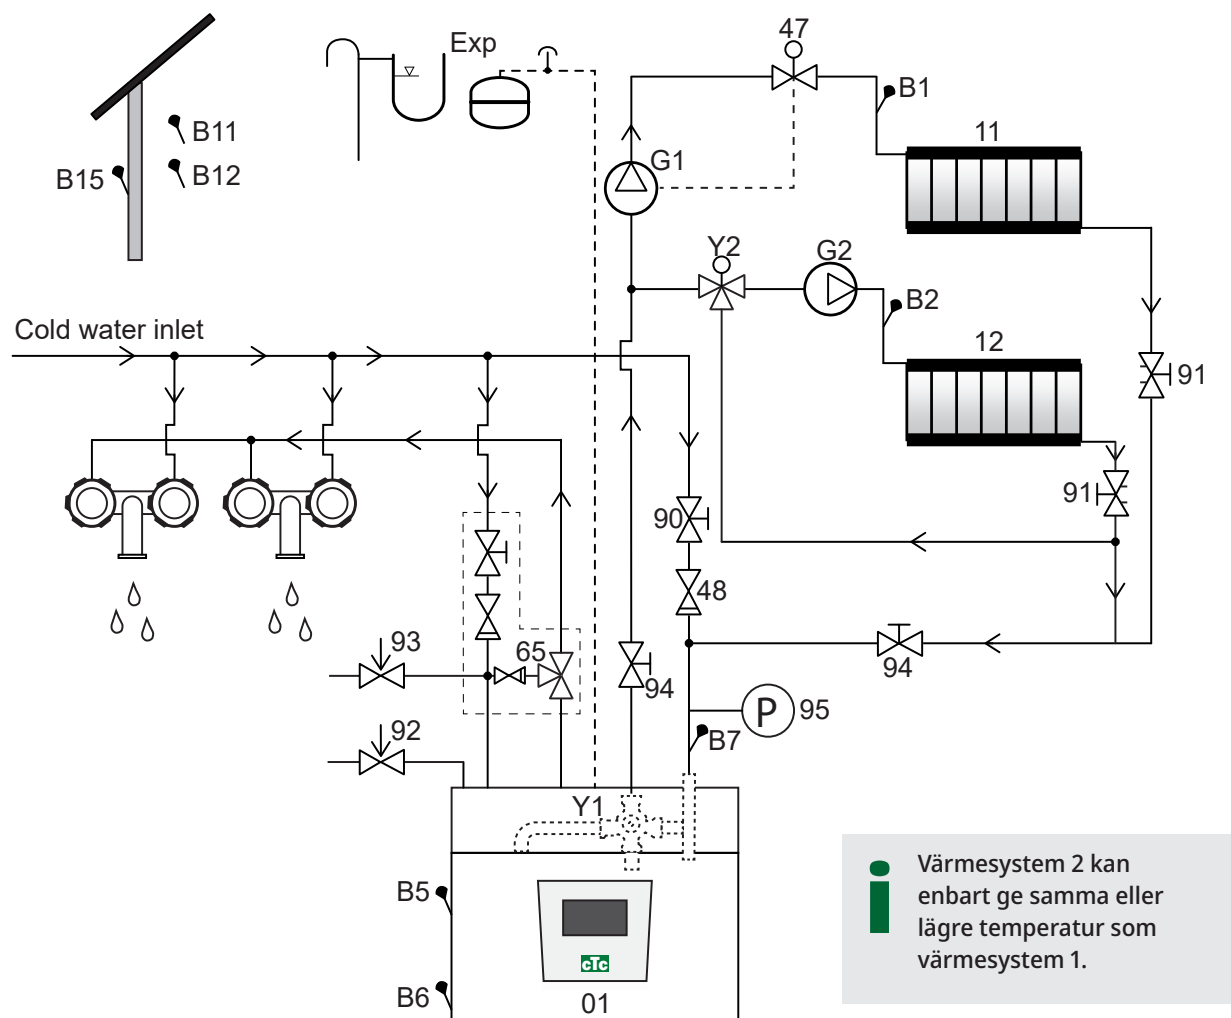 47
Exp
B1
B11
11
G1
B12
B15
Y2
G2
B2
Cold water inlet
12
91
91
90
48
93
65
94
94
P
95
92
B7
Y1
B5
cTc
B6
01
Värmesystem 2 kan
enbart ge samma eller
lägre temperatur som
värmesystem 1.